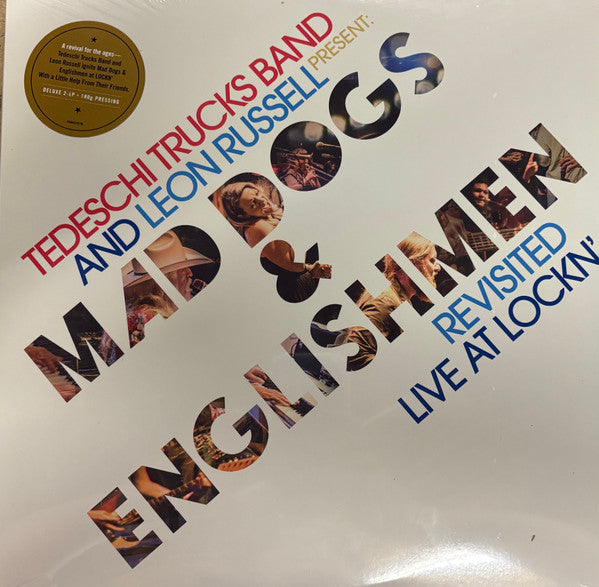 A revival for the ages—
Tedeschi Trucks Band and
Leon Russell Ignite Mad Dogs &
Englishmen at LOCKN'
With a Little Help From Their Friends.
DELUXE 2-LP • 180g PRESSING
TEDESCHI TRUCKS BAND
AND LEON RUSSELL PRESENT:
MAD DOGS
&
ENGLISHMEN
REVISITED
LIVE AT LOCKN'